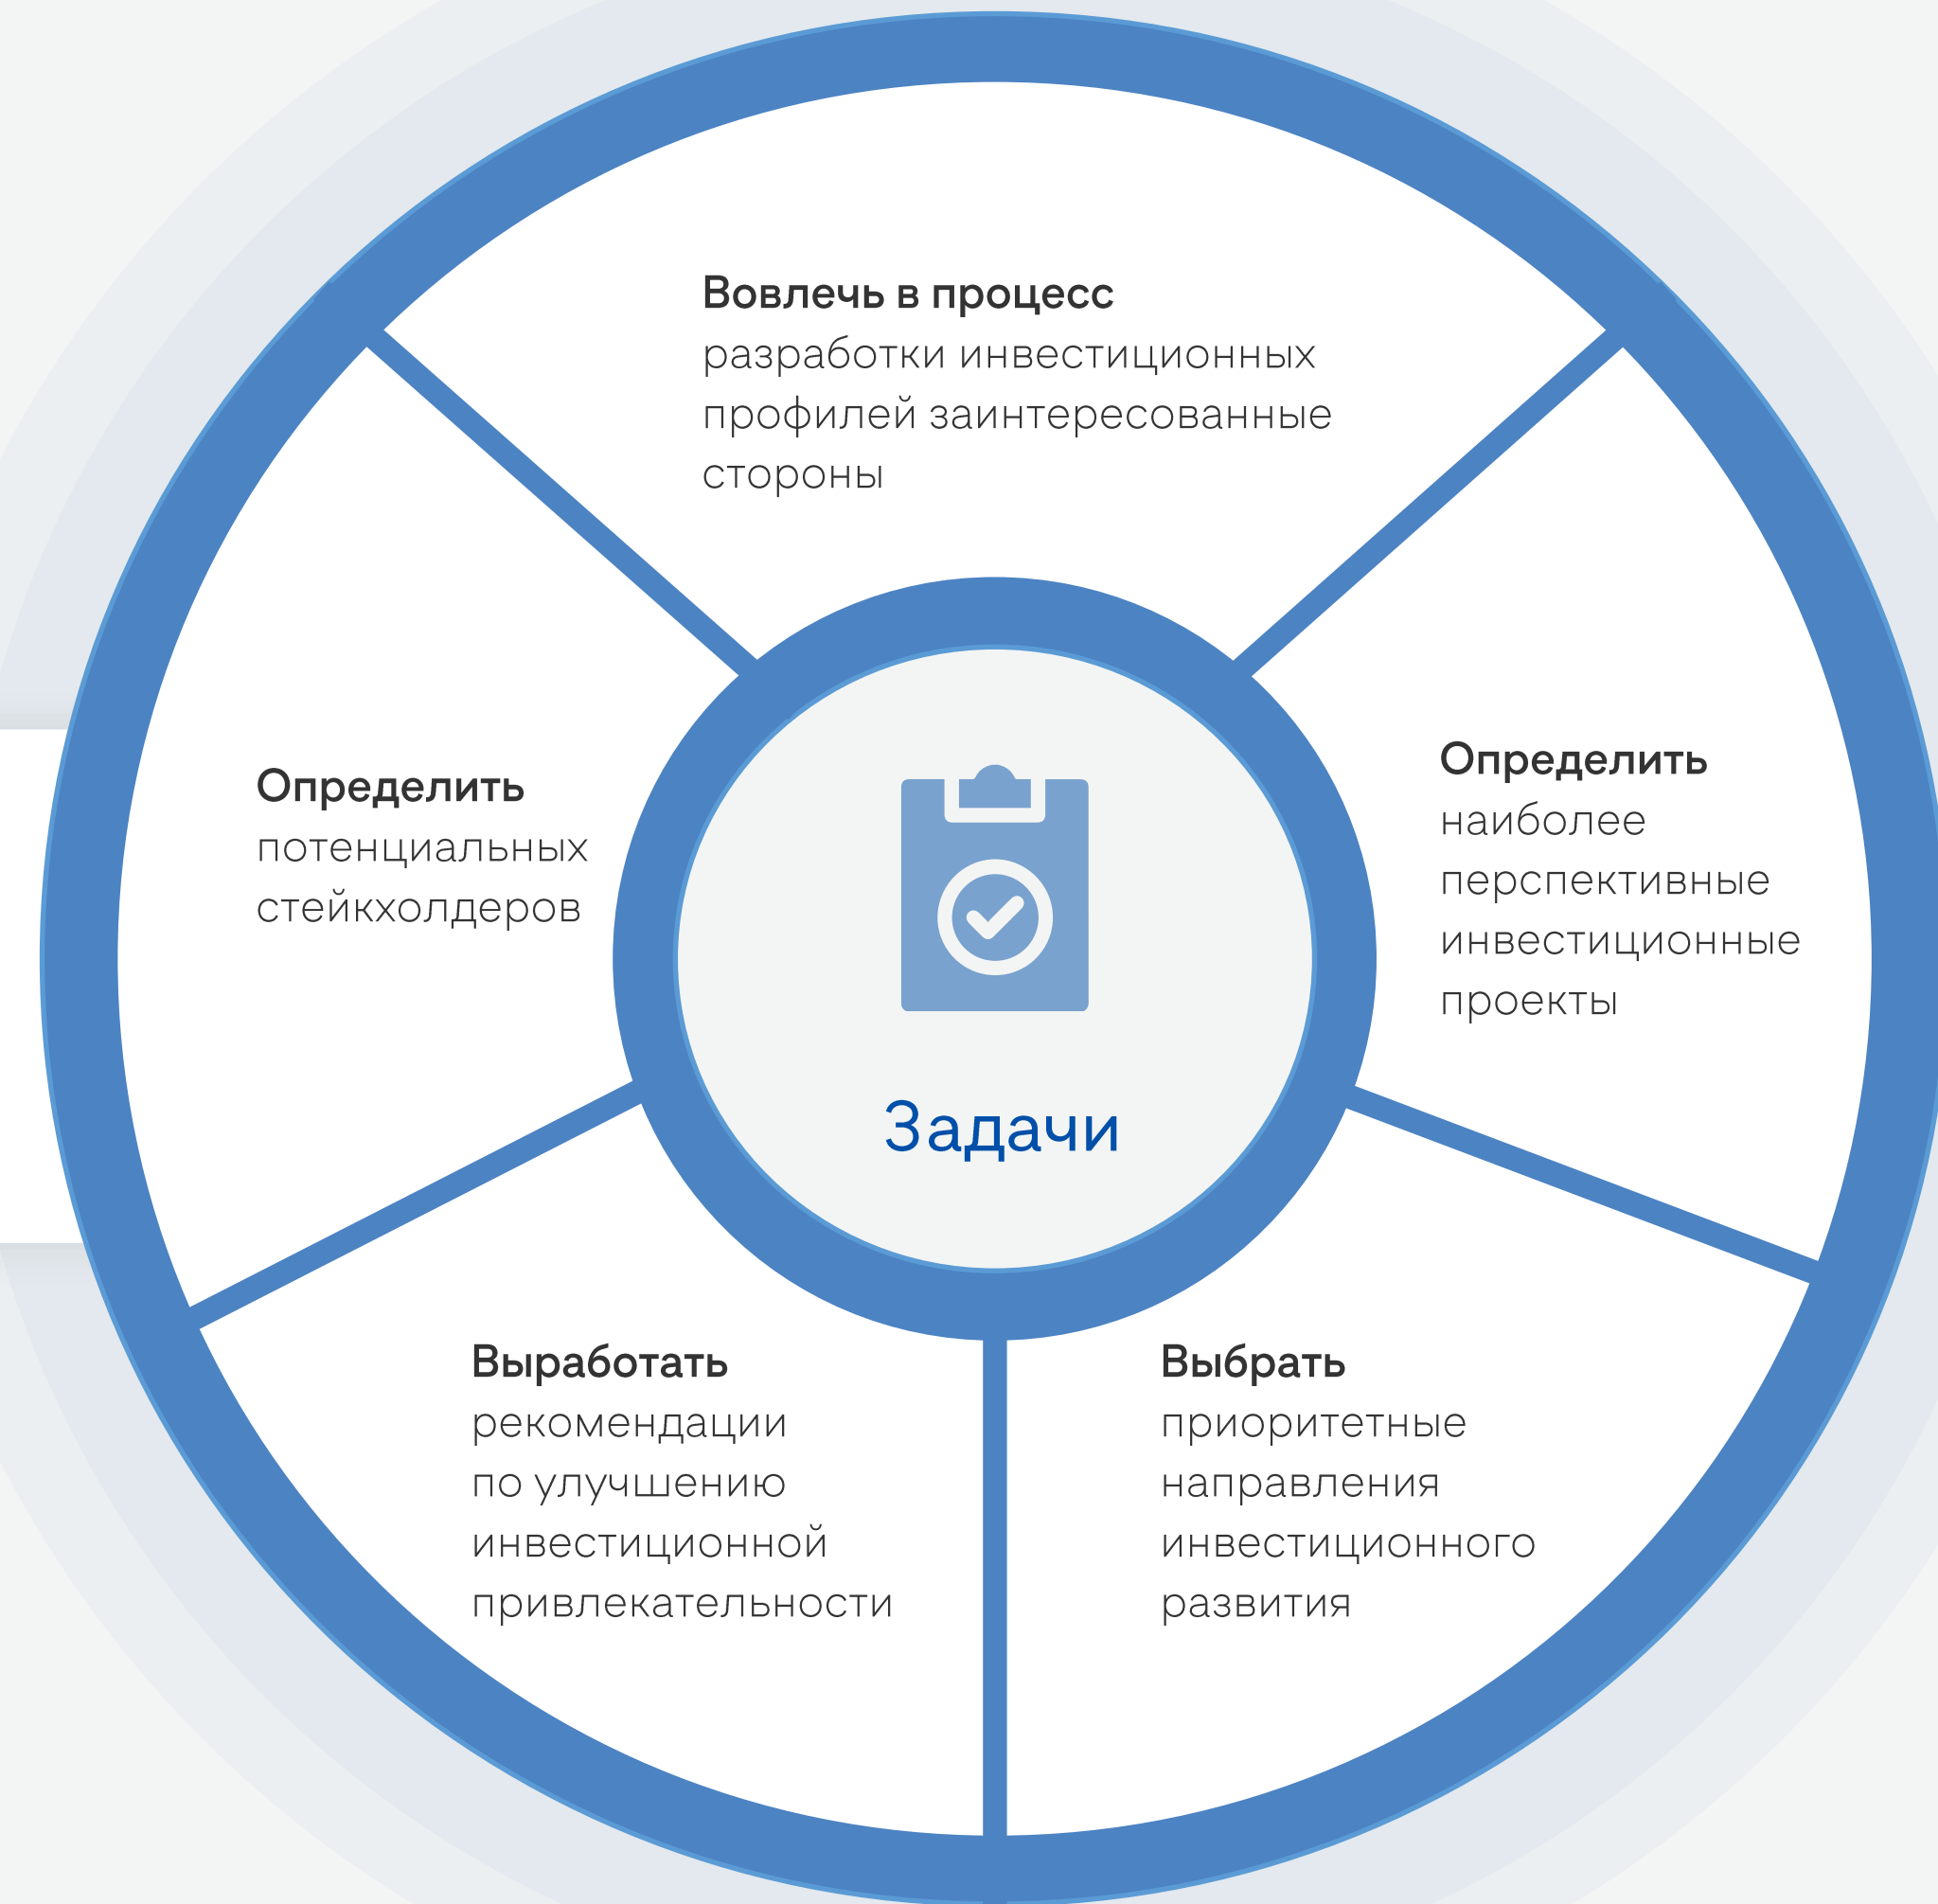 Вовлечь в процесс
разработки инвестиционных
профилей заинтересованные
стороны
Определить
наиболее
перспективные
инвестиционные
проекты
Определить
потенциальных
стейкхолдеров
Задачи
Выработать
рекомендации
по улучшению
инвестиционной
привлекательности
Выбрать
приоритетные
направления
инвестиционного
развития